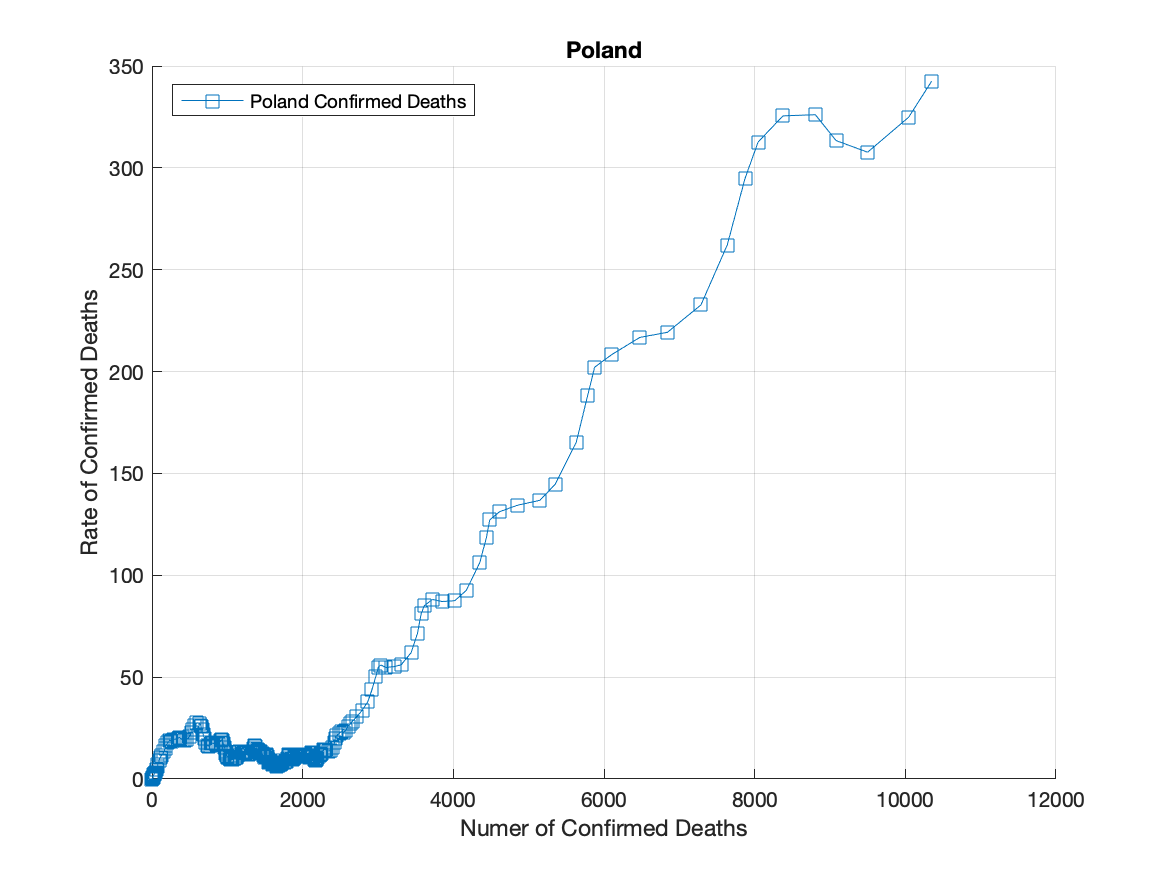 Poland
Poland Confirmed Deaths
350
300
250
200
150
100
50
0
Rate of Confirmed Deaths
0 2000 4000 6000 8000 10000 12000
Numer of Confirmed Deaths